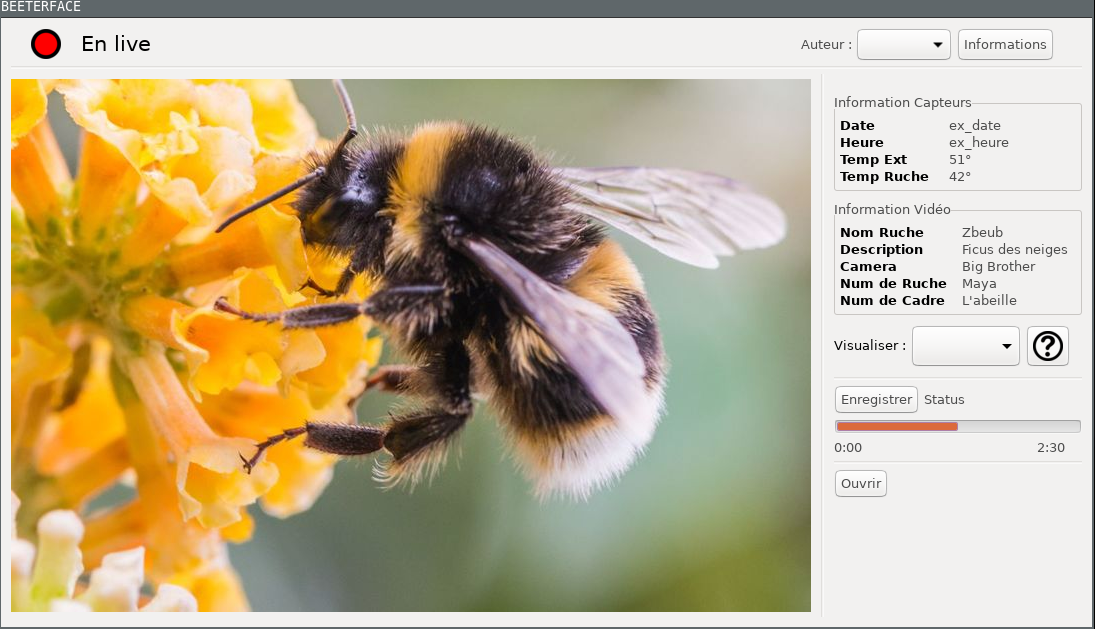 BEETERFACE
En live
Auteur :
Informations
Information Capteurs
Date ex_date
Heure ex_heure
Temp Ext 51°
Temp Ruche 42°
Information Vidéo
Nom Ruche Zbeub
Description Ficus des neiges
Camera Big Brother
Num de Ruche Maya
Num de Cadre L'abeille
Visualiser :
?
Enregistrer Status
0:00 2:30
Ouvrir